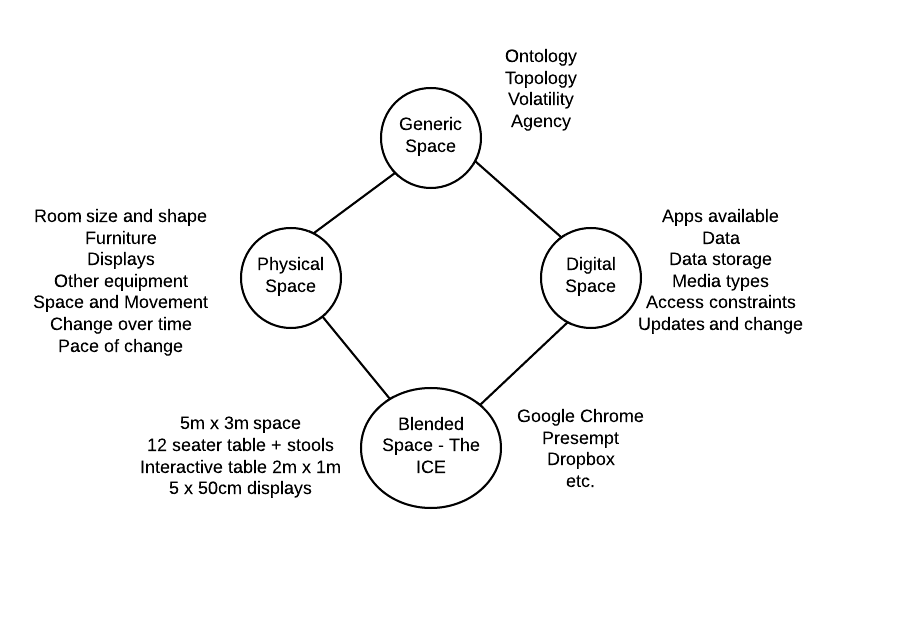 Ontology
Topology
Volatility
Agency
Generic
Space
Room size and shape
Furniture
Displays
Other equipment
Space and Movement
Change over time
Pace of change
Physical
Space
Digital
Space
Apps available
Data
Data storage
Media types
Access constraints
Updates and change
5m x 3m space
12 seater table + stools
Interactive table 2m x 1m
5 x 50cm displays
Blended
Space - The
ICE
Google Chrome
Presempt
Dropbox
etc.